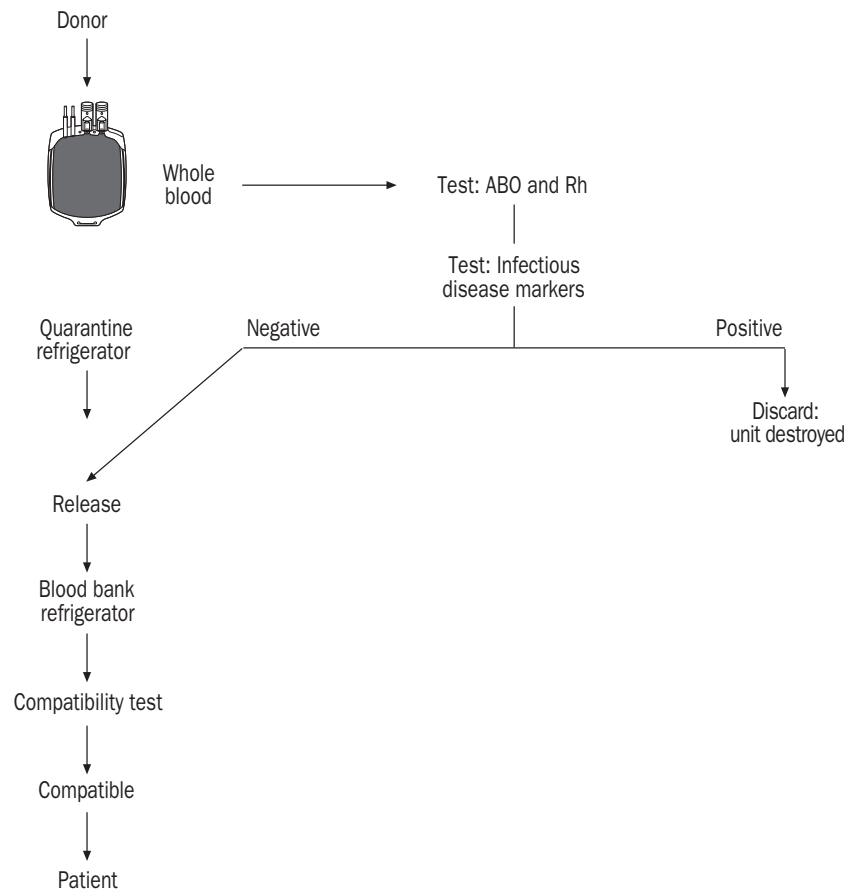 Donor
Whole
blood
Test: ABO and Rh
Test: Infectious
disease markers
Quarantine
refrigerator
Negative
Positive
Discard:
unit destroyed
Release
Blood bank
refrigerator
Compatibility test
Compatible
Patient